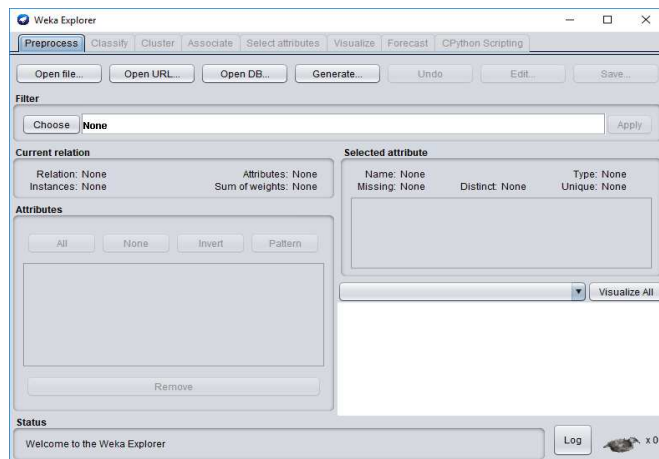 Weka Explorer
Preprocess Classify Cluster Associate Select attributes Visualize Forecast CPython Scripting
Open file... Open URL... Open DB... Generate... Undo Edit... Save...
Filter
Choose None Apply
Current relation
Relation: None Attributes: None
Instances: None Sum of weights: None
Selected attribute
Name: None Type: None
Missing: None Distinct: None Unique: None
Attributes
All None Invert Pattern
Visualize All
Remove
Status
Welcome to the Weka Explorer
Log x 0